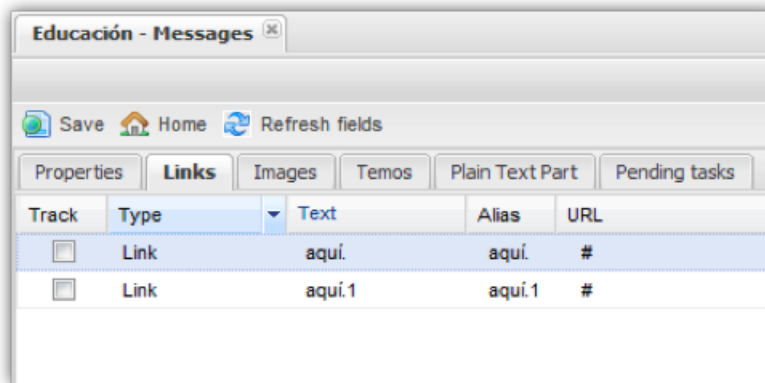 Educación - Messages
Save Home Refresh fields
Properties Links Images Temos Plain Text Part Pending tasks
Track Type Text Alias URL
Link aquí. aquí. #
Link aquí.1 aquí.1 #